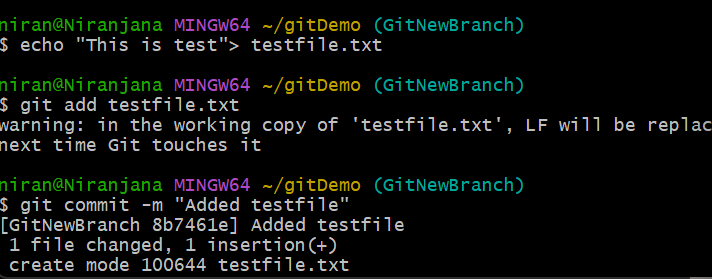 niran@Niranjana MINGW64 ~/gitDemo (GitNewBranch)
$ echo "This is test"> testfile.txt
niran@Niranjana MINGW64 ~/gitDemo (GitNewBranch)
$ git add testfile.txt
warning: in the working copy of 'testfile.txt', LF will be replac
next time Git touches it
niran@Niranjana MINGW64 ~/gitDemo (GitNewBranch)
$ git commit -m "Added testfile"
[GitNewBranch 8b7461e] Added testfile
1 file changed, 1 insertion(+)
create mode 100644 testfile.txt